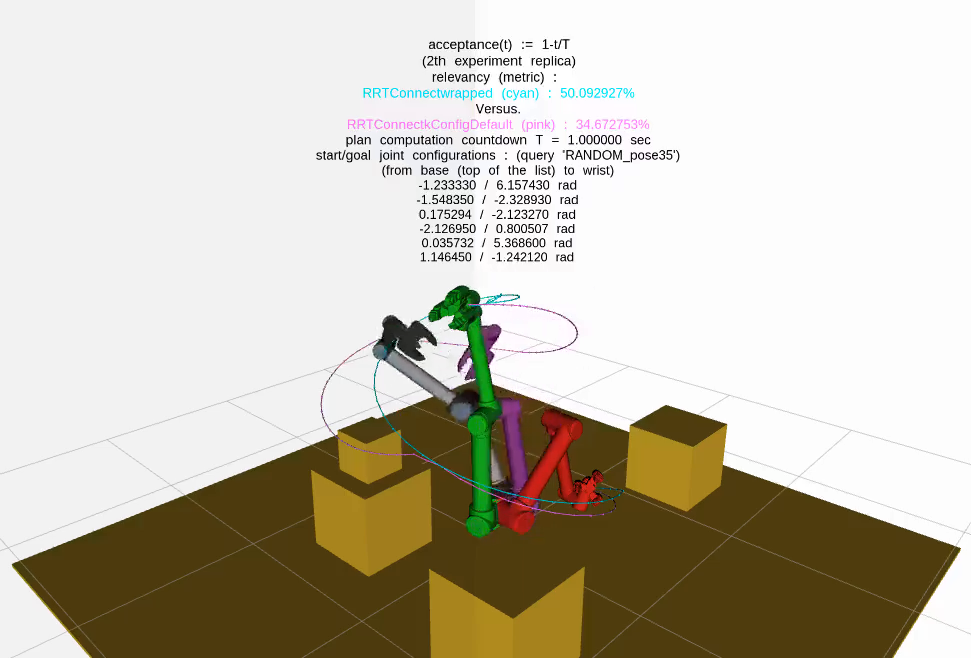 acceptance(t) := 1-t/T
(2th experiment replica)
relevancy (metric) :
RRTConnectwrapped (cyan) : 50.092927%
Versus.
RRTConnectkConfigDefault (pink) : 34.672753%
plan computation countdown T = 1.000000 sec
start/goal joint configurations : (query 'RANDOM_pose35')
(from base (top of the list) to wrist)
-1.233330 / 6.157430 rad
-1.548350 / -2.328930 rad
0.175294 / -2.123270 rad
-2.126950 / 0.800507 rad
0.035732 / 5.368600 rad
1.146450 / -1.242120 rad